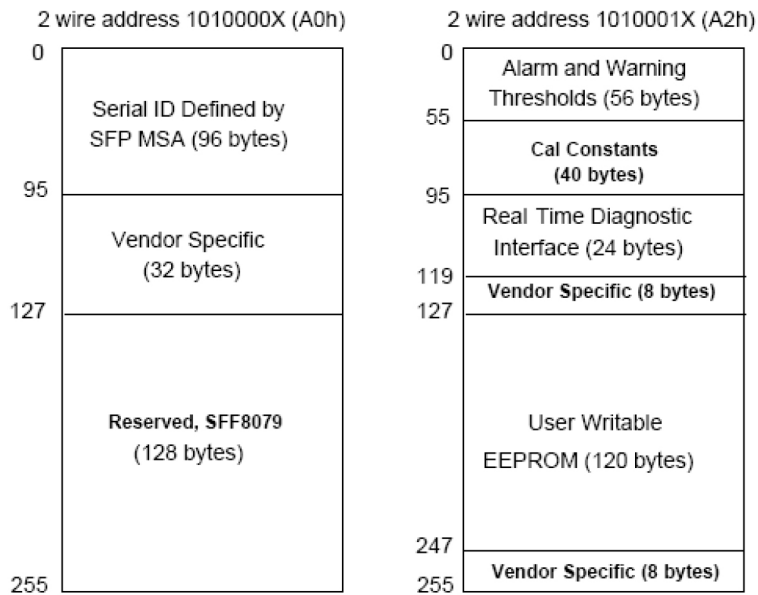 2 wire address 1010000X (A0h)
0
Serial ID Defined by
SFP MSA (96 bytes)
95
Vendor Specific
(32 bytes)
127
Reserved, SFF8079
(128 bytes)
255
2 wire address 1010001X (A2h)
0
Alarm and Warning
Thresholds (56 bytes)
55
Cal Constants
(40 bytes)
95
Real Time Diagnostic
Interface (24 bytes)
119
Vendor Specific (8 bytes)
127
User Writable
EEPROM (120 bytes)
247
Vendor Specific (8 bytes)
255